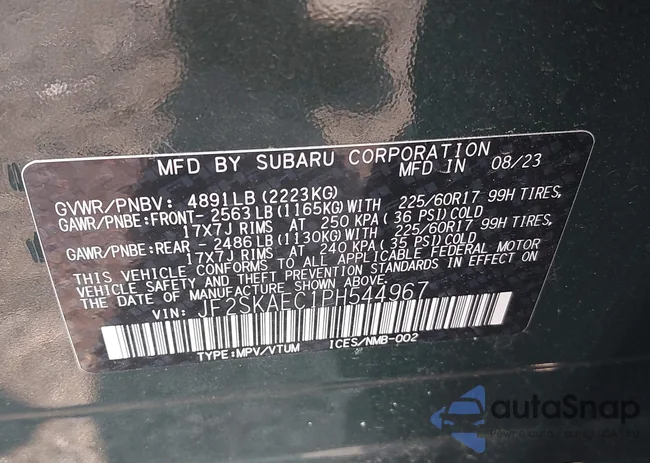 MFD BY SUBARU CORPORATION MFD IN 08/23
GVWR/PNBV: 4891LB (2223KG)
GAWR/PNBE:FRONT- 2563 LB (1165KG) WITH 225/60R17 99H TIRES,
17X7J RIMS AT 250 KPA (36 PSI) COLD
GAWR/PNBE:REAR - 2486 LB (1130KG) WITH 225/60R17 99H TIRES,
17X7J RIMS AT 240 KPA (35 PSI) COLD
THIS VEHICLE CONFORMS TO ALL APPLICABLE FEDERAL MOTOR
VEHICLE SAFETY AND THEFT PREVENTION STANDARDS IN EFFECT ON
THE DATE OF MANUFACTURE SHOWN ABOVE.
VIN: JF2SKAEC1PH544967
TYPE:MPV/VTUM ICES/NMB-002
autaSnap